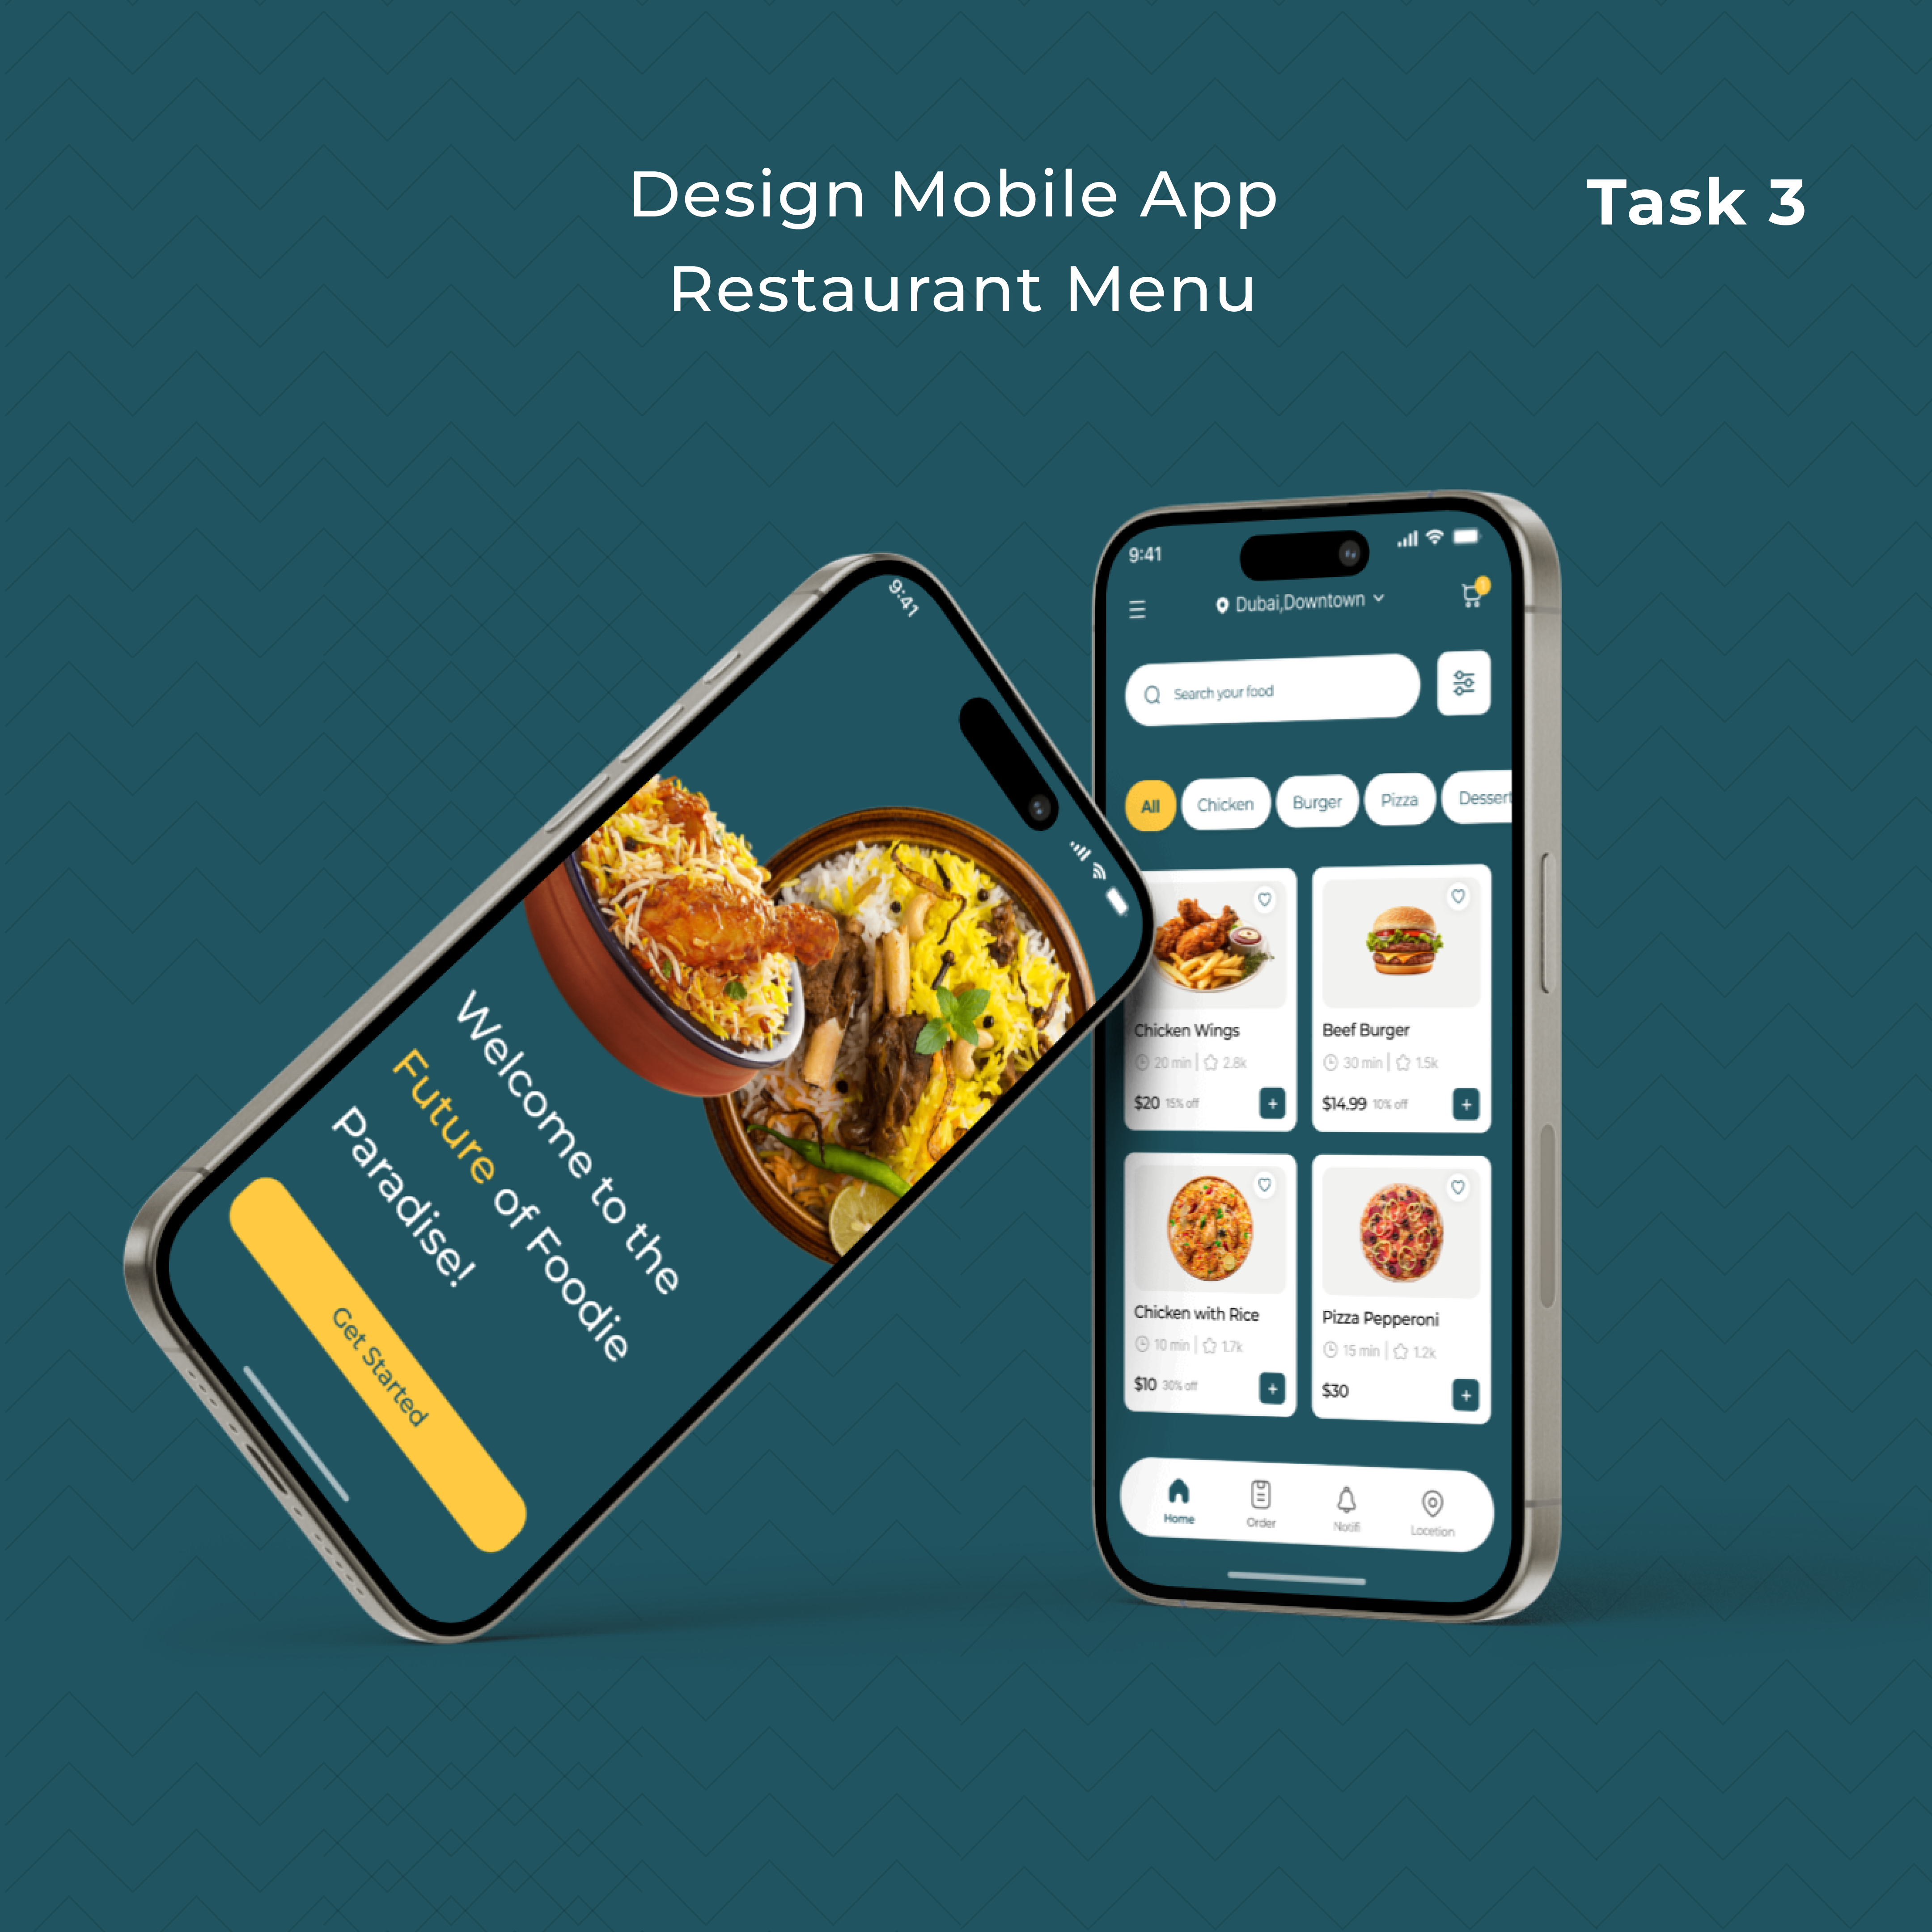 Design Mobile App
Restaurant Menu
Task 3
9:41
Welcome to the
Future of Foodie
Paradise!
Get Started
9:41
Dubai,Downtown
Search your food
All Chicken Burger Pizza Dessert
Chicken Wings
20 min | 2.8k
$20 15% off
+
Beef Burger
30 min | 1.5k
$14.99 10% off
+
Chicken with Rice
10 min | 1.7k
$10 30% off
+
Pizza Pepperoni
15 min | 1.2k
$30
+
Home Order Notifi Locetion